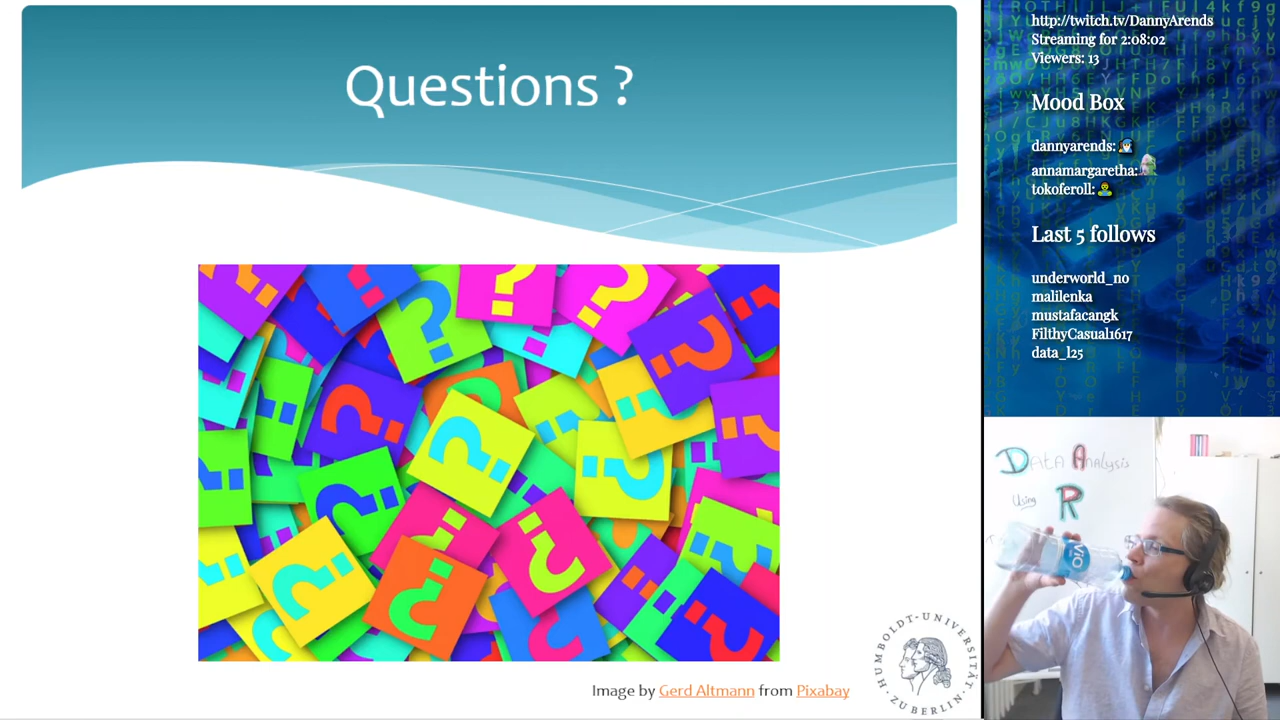 Questions ?
Image by Gerd Altmann from Pixabay
HUMBOLDT-UNIVERSITÄT
ZU BERLIN
http://twitch.tv/DannyArends
Streaming for 2:08:02
Viewers: 13
Mood Box
dannyarends:
annamargaretha:
tokoferoll:
Last 5 follows
underworld_no
malilenka
mustafacangk
FilthyCasual1617
data_l25
Data Analysis
Using R
ViO